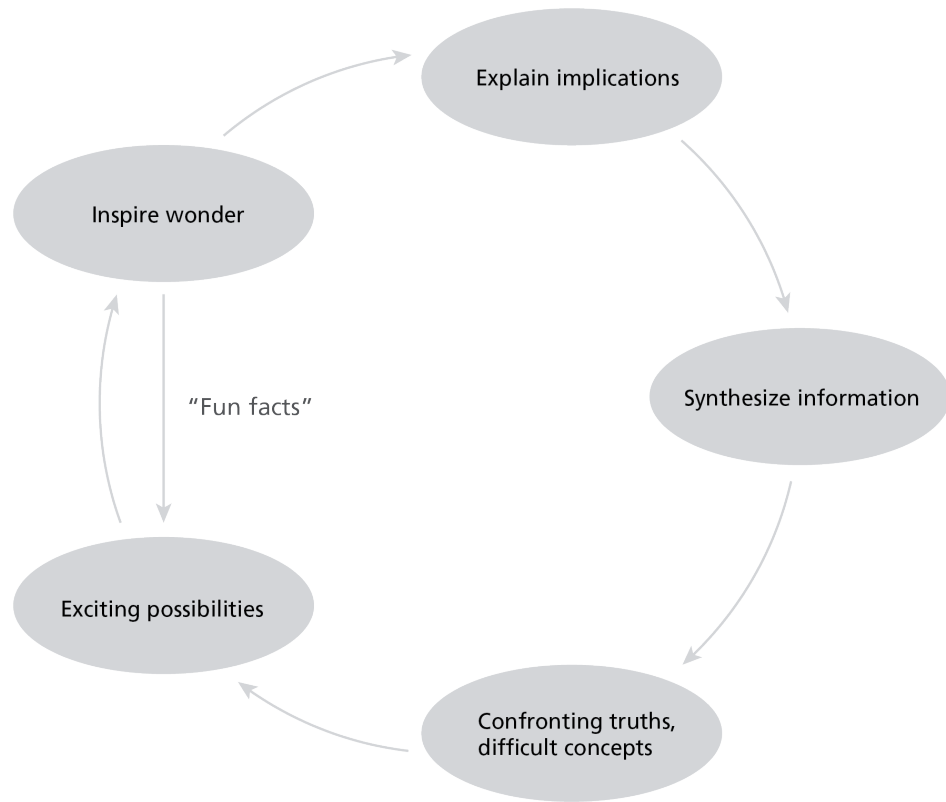 Explain implications
Inspire wonder
Synthesize information
“Fun facts”
Exciting possibilities
Confronting truths,
difficult concepts